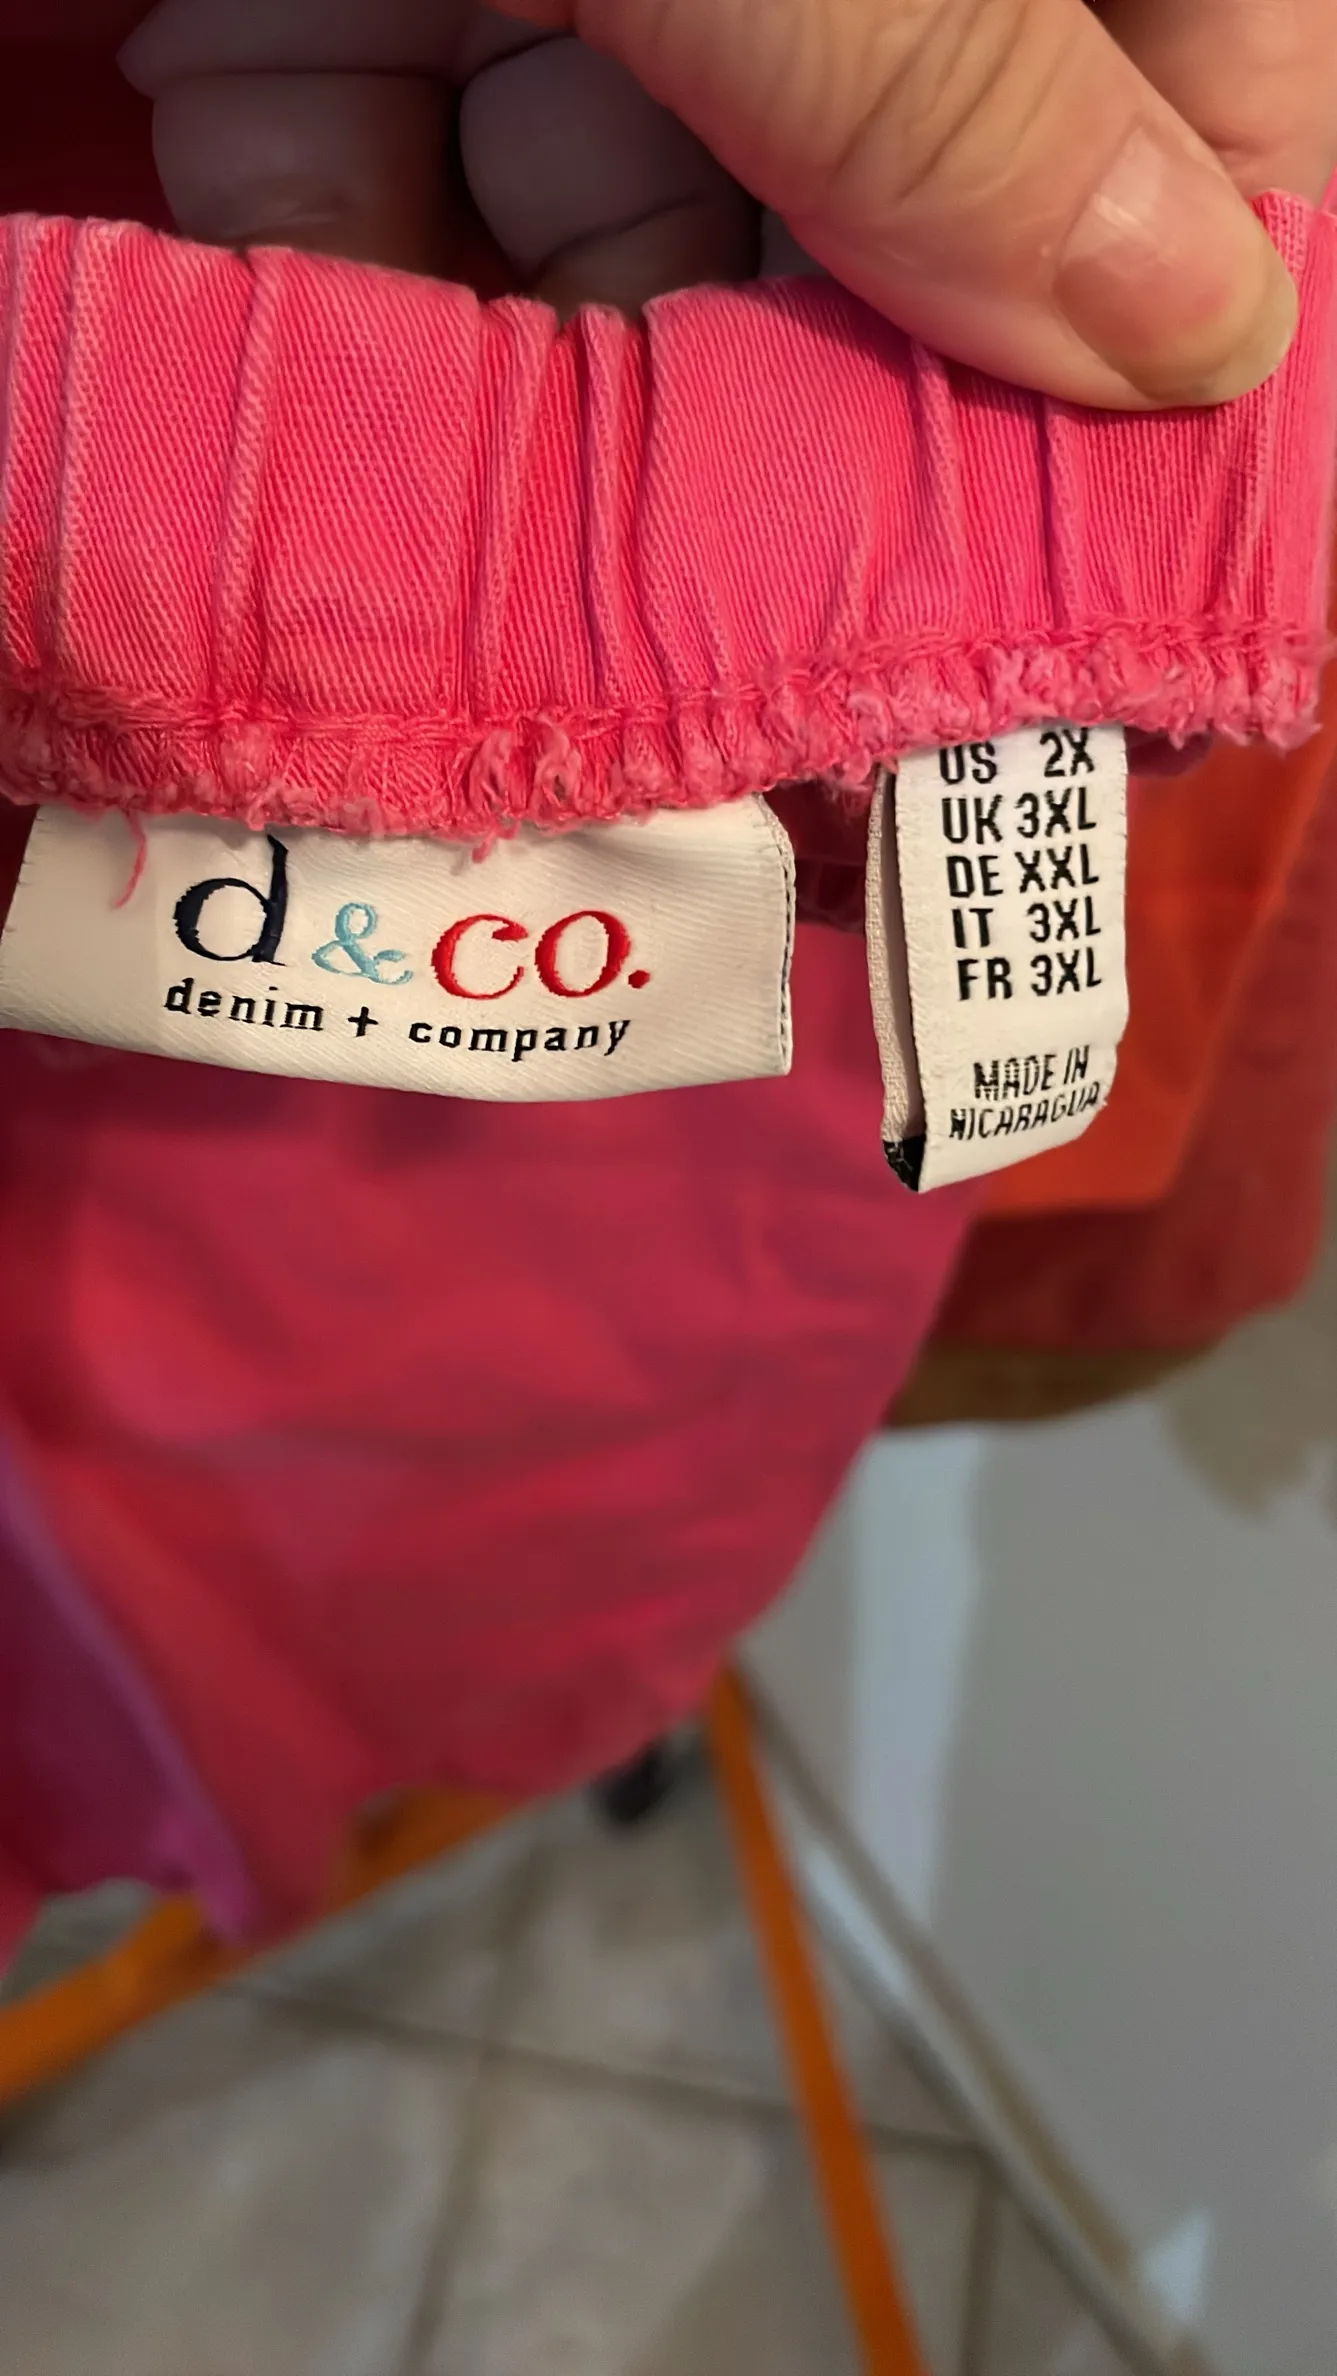 d & co.
denim + company
US 2X
UK 3XL
DE XXL
IT 3XL
FR 3XL
MADE IN
NICARAGUA